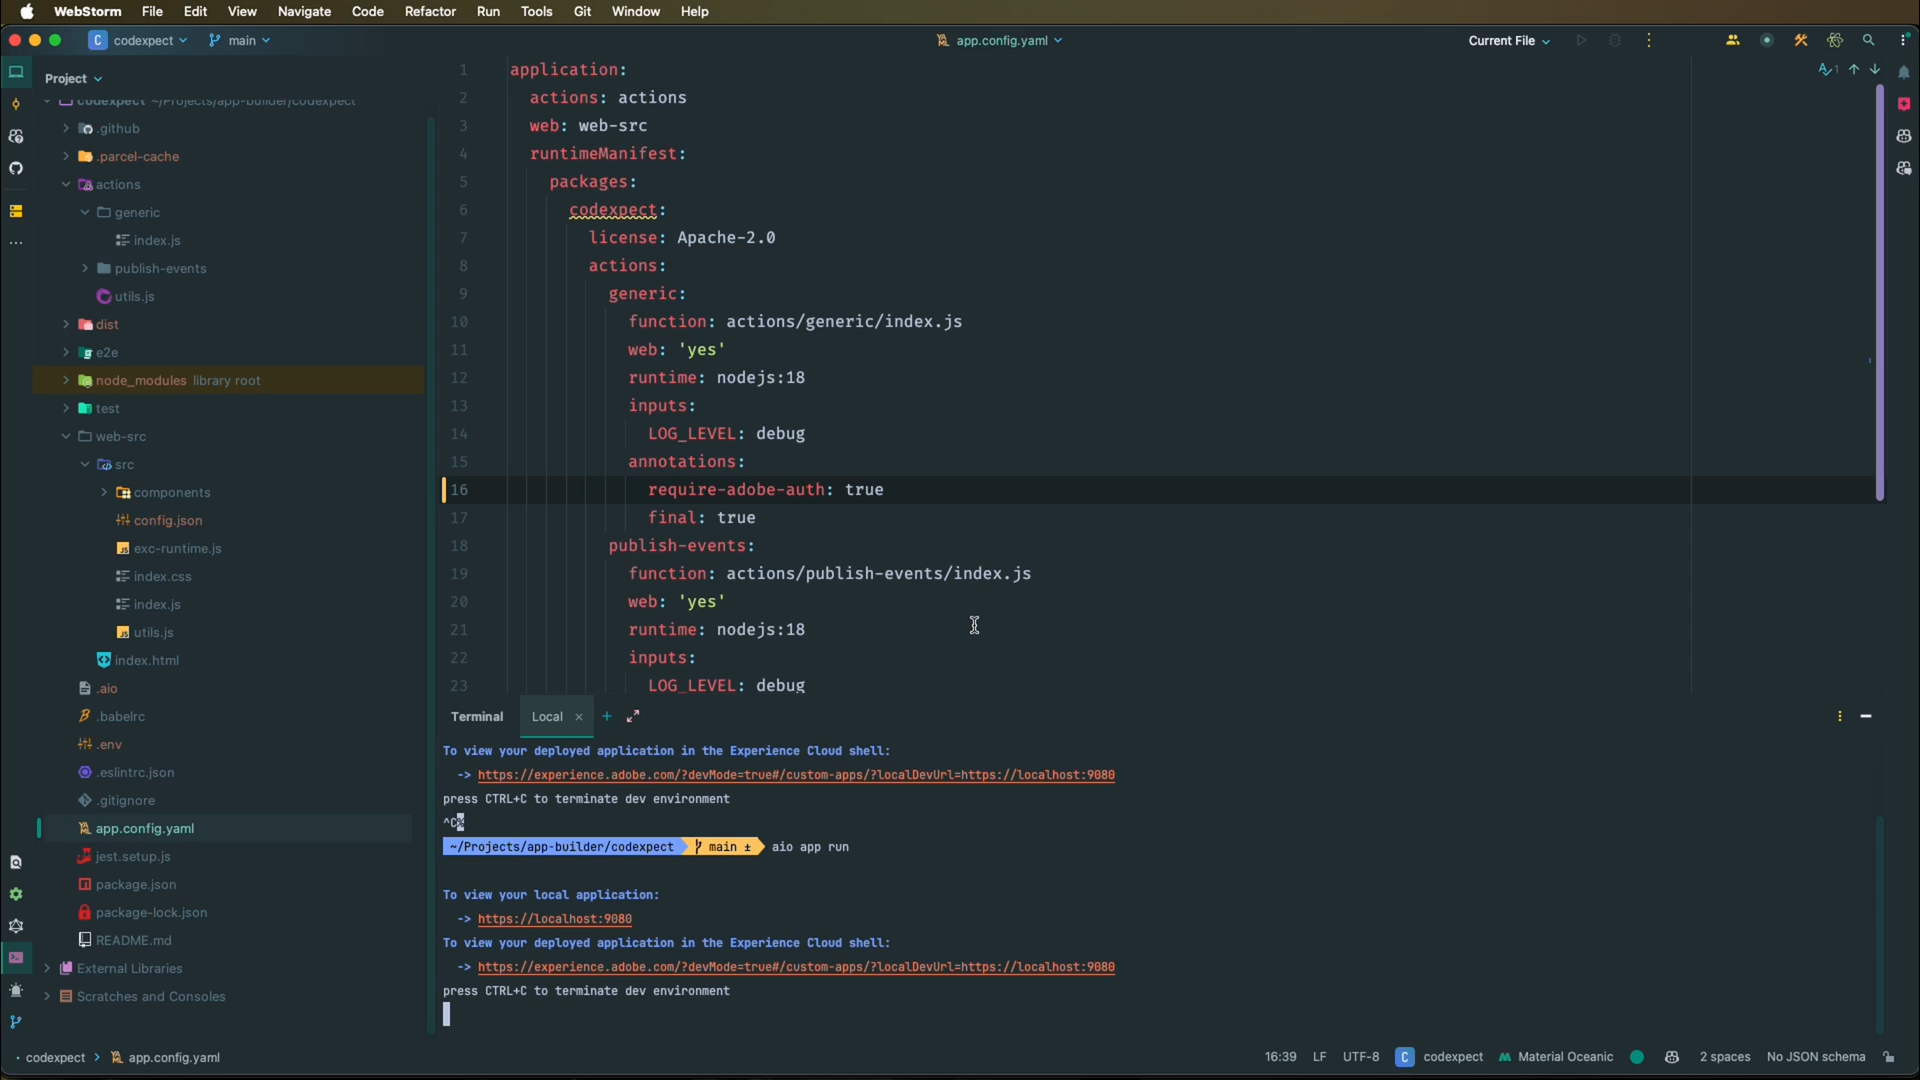 WebStorm File Edit View Navigate Code Refactor Run Tools Git Window Help
C codexpect main app.config.yaml Current File
Project
codexpect ~/Projects/app-builder/codexpect
.github
.parcel-cache
actions
generic
index.js
publish-events
utils.js
dist
e2e
node_modules library root
test
web-src
src
components
config.json
exc-runtime.js
index.css
index.js
utils.js
index.html
.aio
.babelrc
.env
.eslintrc.json
.gitignore
app.config.yaml
jest.setup.js
package.json
package-lock.json
README.md
External Libraries
Scratches and Consoles
1 application:
2 actions: actions
3 web: web-src
4 runtimeManifest:
5 packages:
6 codexpect:
7 license: Apache-2.0
8 actions:
9 generic:
10 function: actions/generic/index.js
11 web: 'yes'
12 runtime: nodejs:18
13 inputs:
14 LOG_LEVEL: debug
15 annotations:
16 require-adobe-auth: true
17 final: true
18 publish-events:
19 function: actions/publish-events/index.js
20 web: 'yes'
21 runtime: nodejs:18
22 inputs:
23 LOG_LEVEL: debug
1
Terminal Local
To view your deployed application in the Experience Cloud shell:
-> https://experience.adobe.com/?devMode=true#/custom-apps/?localDevUrl=https://localhost:9080
press CTRL+C to terminate dev environment
^C
~/Projects/app-builder/codexpect main ± aio app run
To view your local application:
-> https://localhost:9080
To view your deployed application in the Experience Cloud shell:
-> https://experience.adobe.com/?devMode=true#/custom-apps/?localDevUrl=https://localhost:9080
press CTRL+C to terminate dev environment
codexpect > app.config.yaml 16:39 LF UTF-8 C codexpect Material Oceanic 2 spaces No JSON schema